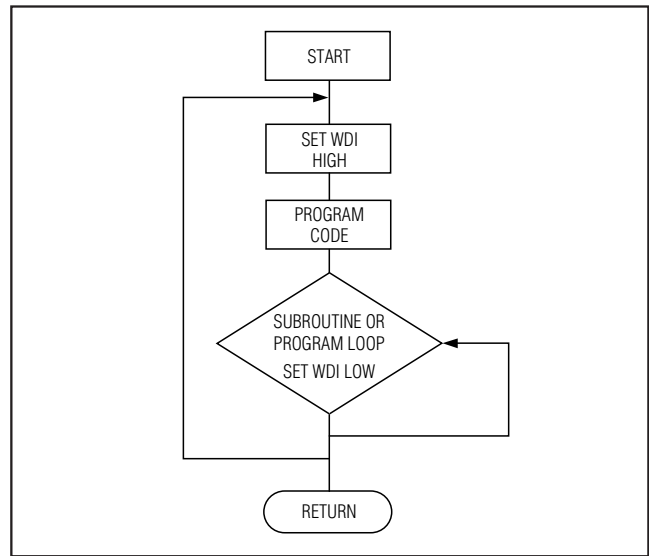 START
SET WDI
HIGH
PROGRAM
CODE
SUBROUTINE OR
PROGRAM LOOP
SET WDI LOW
RETURN